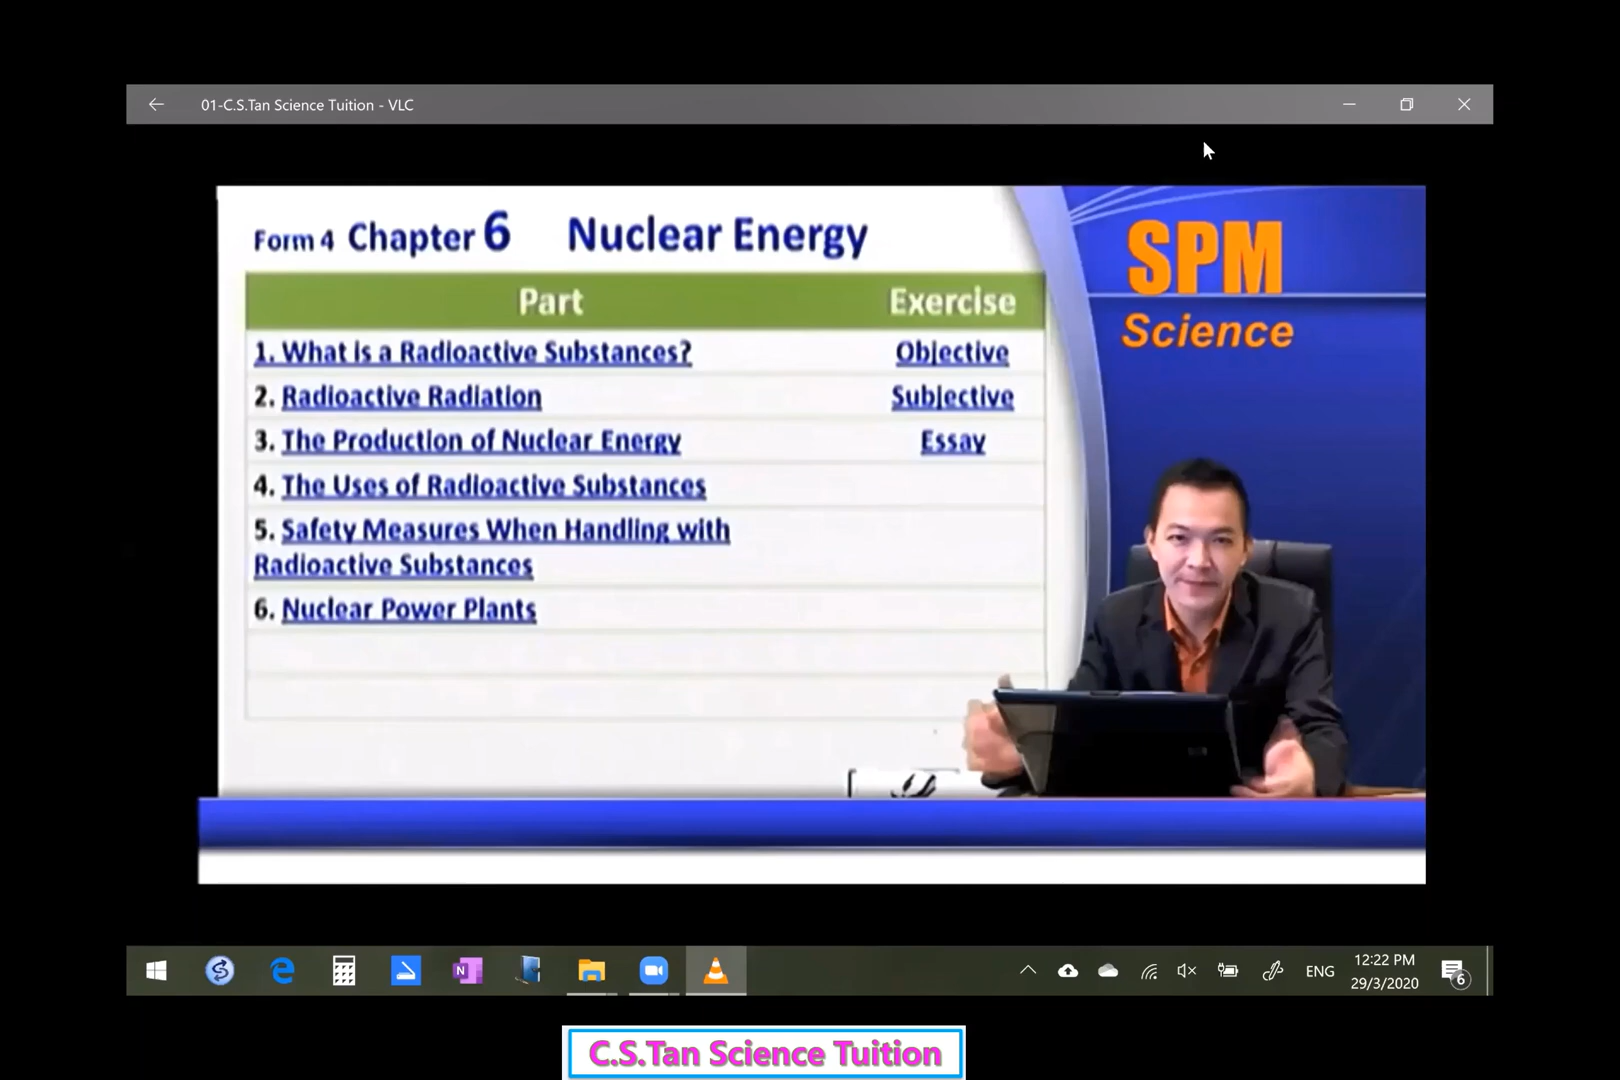 01-C.S.Tan Science Tuition - VLC
Form 4 Chapter 6 Nuclear Energy
SPM
Science
Part Exercise
1. What is a Radioactive Substances? Objective
2. Radioactive Radiation Subjective
3. The Production of Nuclear Energy Essay
4. The Uses of Radioactive Substances
5. Safety Measures When Handling with
Radioactive Substances
6. Nuclear Power Plants
ENG
12:22 PM
29/3/2020
6
C.S.Tan Science Tuition